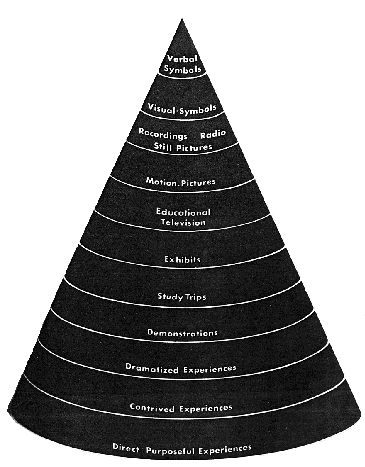 Verbal
Symbols
Visual·Symbols
Recordings Radio
Still Pictures
Motion.Pictures
Educational
Television
Exhibits
Study Trips
Demonstrations
Dramatized Experiences
Contrived Experiences
Direct Purposeful Experiences